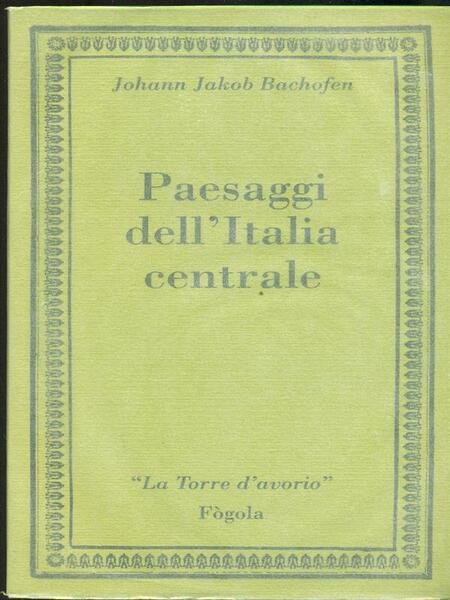 Johann Jakob Bachofen
Paesaggi
dell'Italia
centrale
"La Torre d'avorio"
Fògola